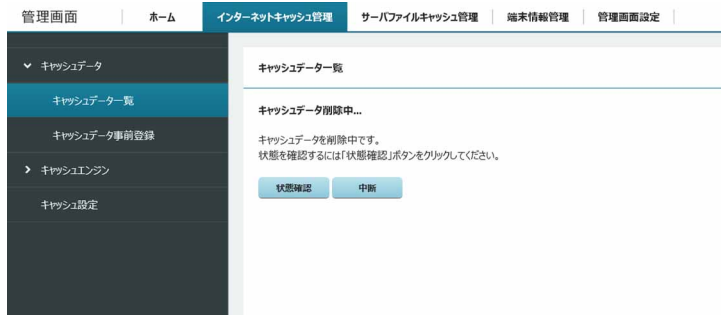 管理画面
ホーム
インターネットキャッシュ管理
サーバファイルキャッシュ管理
端末情報管理
管理画面設定
キャッシュデータ
キャッシュデータ一覧
キャッシュデータ事前登録
キャッシュエンジン
キャッシュ設定
キャッシュデータ一覧
キャッシュデータ削除中...
キャッシュデータを削除中です。
状態を確認するには「状態確認」ボタンをクリックしてください。
状態確認
中断